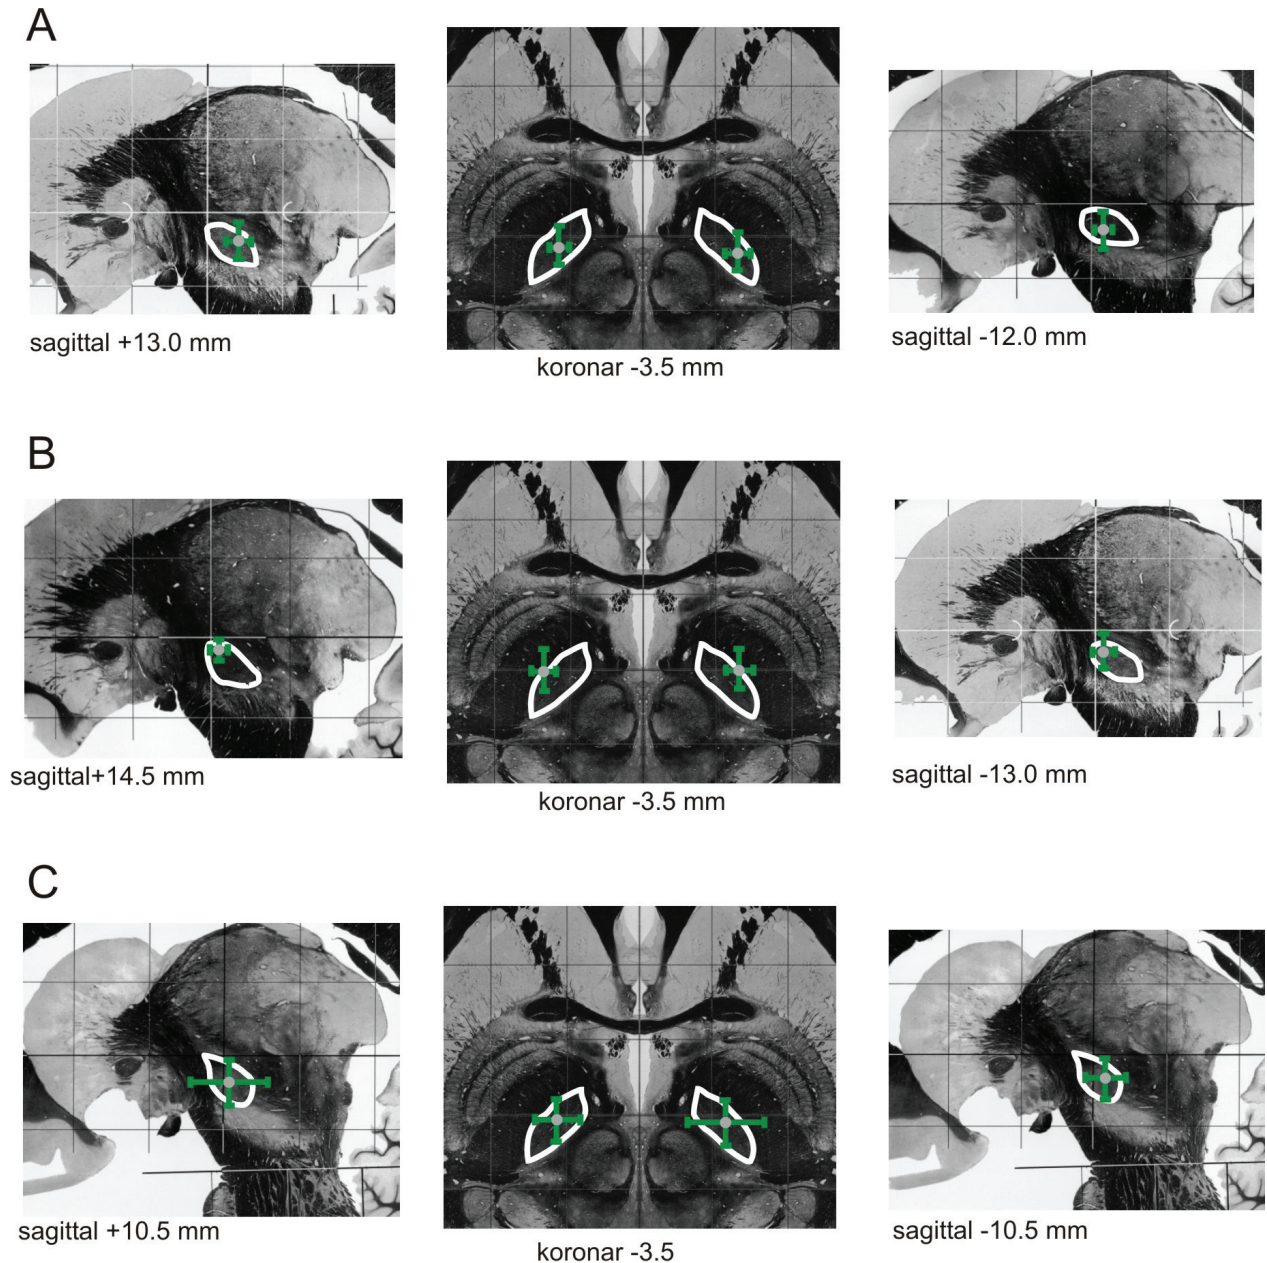 A
sagittal +13.0 mm
koronar -3.5 mm
sagittal -12.0 mm
B
sagittal+14.5 mm
koronar -3.5 mm
sagittal -13.0 mm
C
sagittal +10.5 mm
koronar -3.5
sagittal -10.5 mm